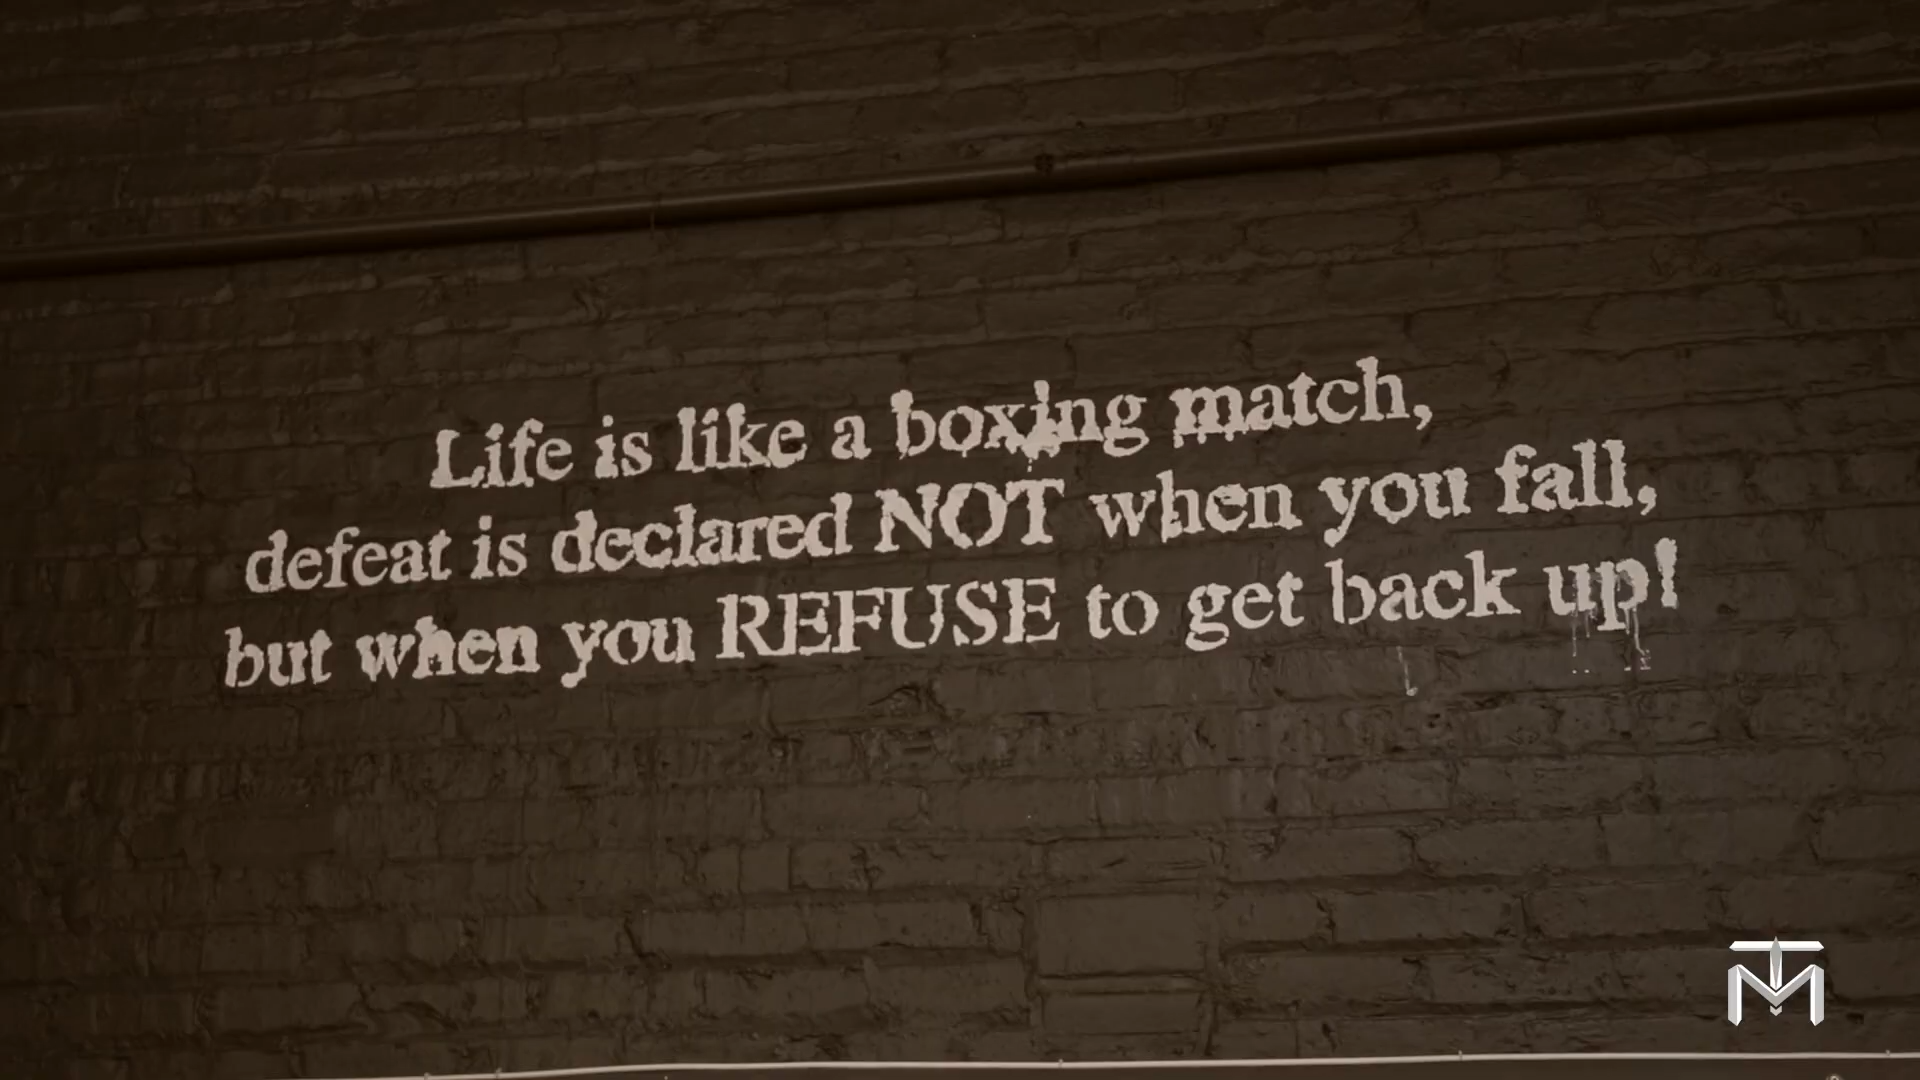 Life is like a boxing match,
defeat is declared NOT when you fall,
but when you REFUSE to get back up!
TM